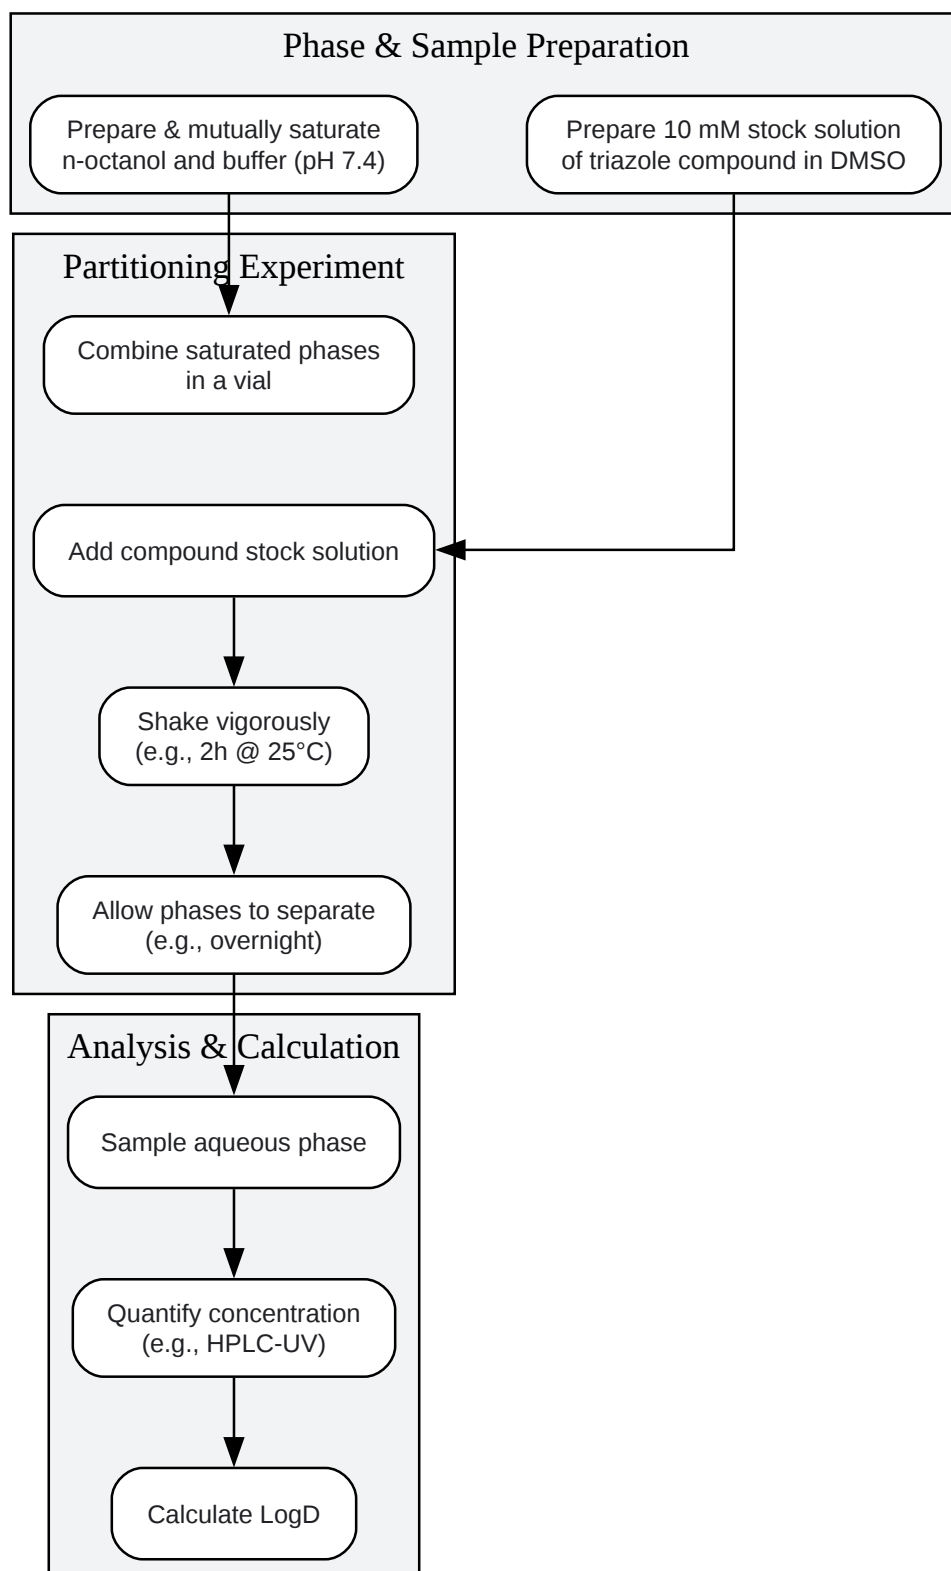 Phase & Sample Preparation
Prepare & mutually saturate
n-octanol and buffer (pH 7.4)
Prepare 10 mM stock solution
of triazole compound in DMSO
Partitioning Experiment
Combine saturated phases
in a vial
Add compound stock solution
Shake vigorously
(e.g., 2h @ 25°C)
Allow phases to separate
(e.g., overnight)
Analysis & Calculation
Sample aqueous phase
Quantify concentration
(e.g., HPLC-UV)
Calculate LogD